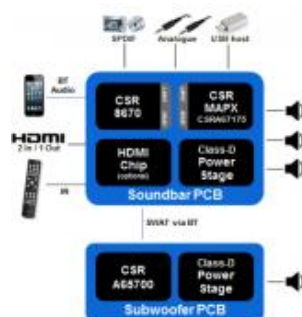 SPDIF Analogue USB host
BT
Audio
CSR
8670
CSR
MAPX
CSRA67175
HDMI
2 In / 1 Out
HDMI
Chip
(optional)
Class-D
Power
Stage
IR
Soundbar PCB
SWAT via BT
CSR
A65700
Class-D
Power
Stage
Subwoofer PCB